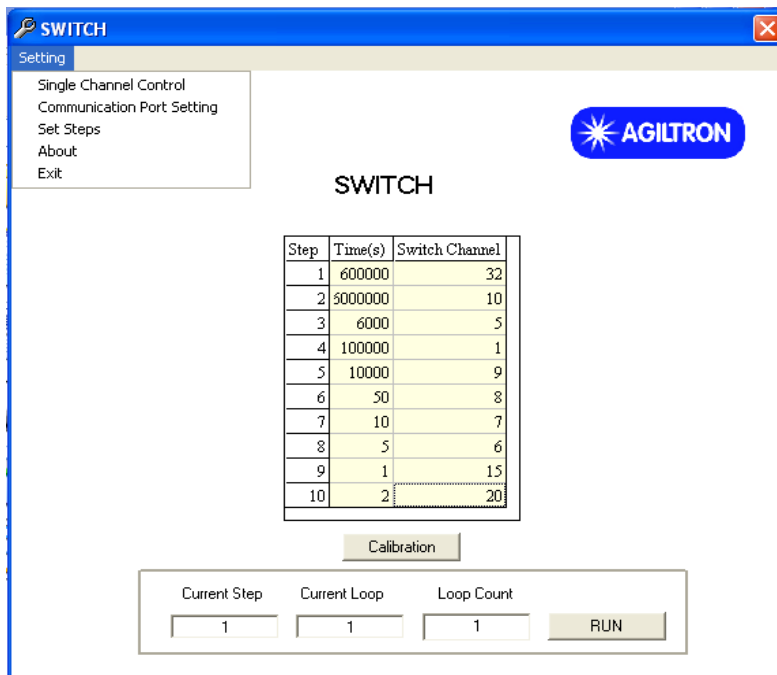 SWITCH
Setting
Single Channel Control
Communication Port Setting
Set Steps
About
Exit
AGILTRON
SWITCH
Step Time(s) Switch Channel
1 600000 32
2 6000000 10
3 6000 5
4 100000 1
5 10000 9
6 50 8
7 10 7
8 5 6
9 1 15
10 2 20
Calibration
Current Step Current Loop Loop Count
1 1 1 RUN